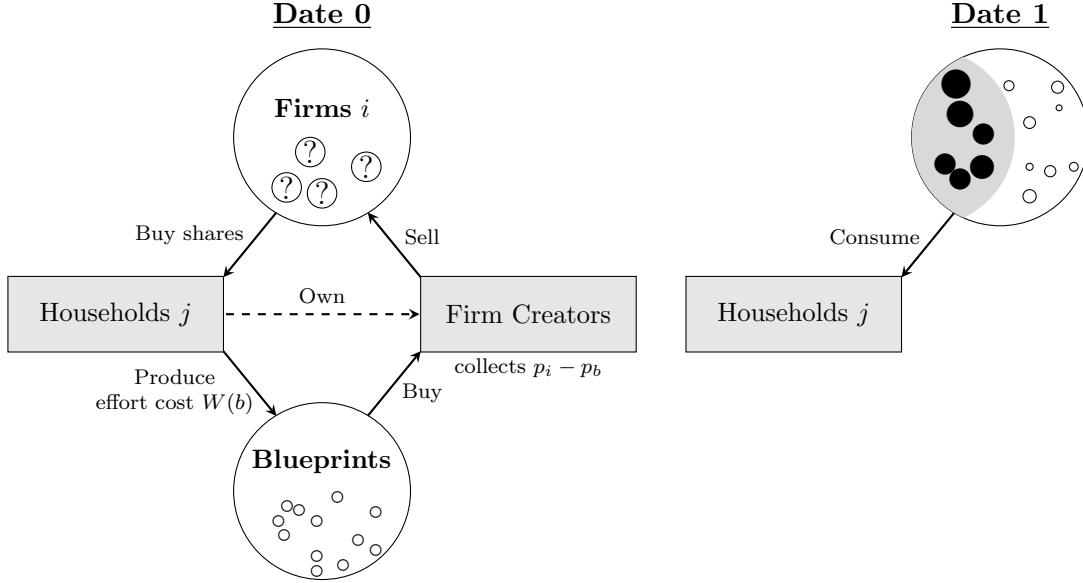 Date 0
Date 1
Firms i
?
?
?
?
Buy shares
Sell
Consume
Households j
Own
Firm Creators
Households j
collects p_i − p_b
Produce
effort cost W(b)
Buy
Blueprints